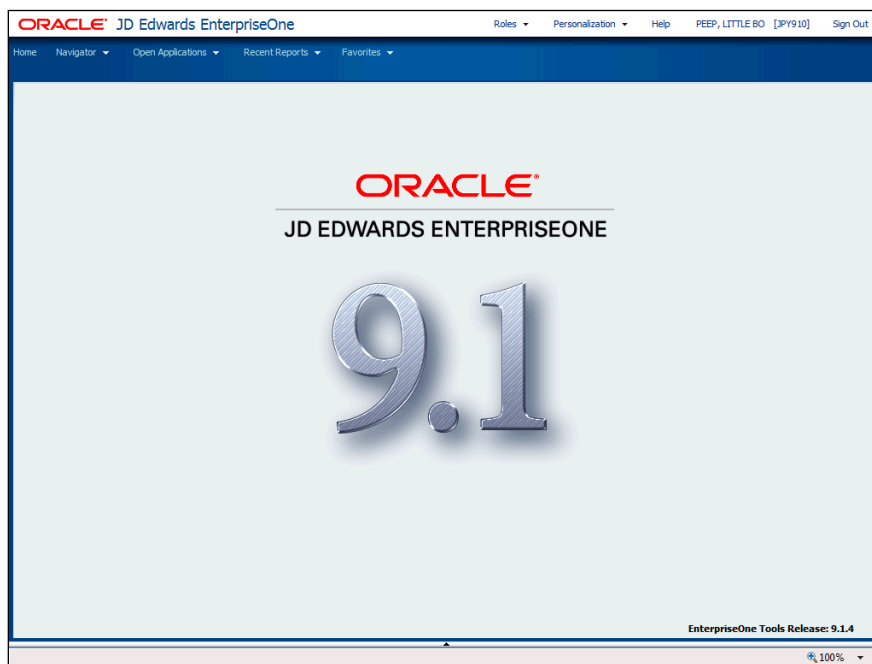 ORACLE® JD Edwards EnterpriseOne Roles Personalization Help PEEP, LITTLE BO [JPY910] Sign Out
Home Navigator Open Applications Recent Reports Favorites
ORACLE®
JD EDWARDS ENTERPRISEONE
9.1
EnterpriseOne Tools Release: 9.1.4
100%